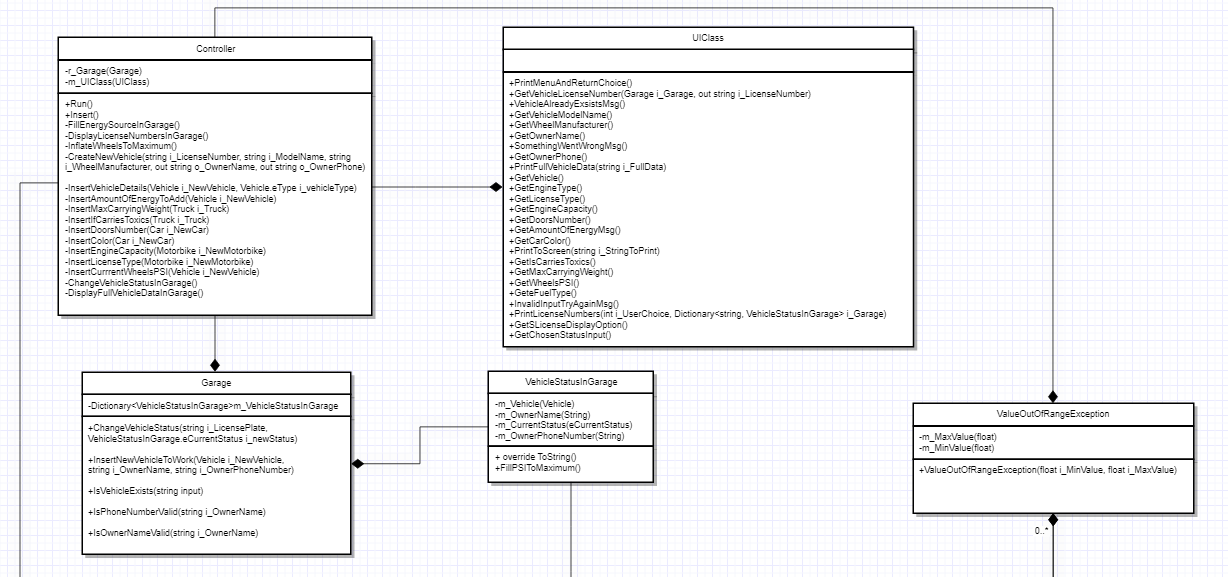 Controller
-r_Garage(Garage)
-m_UIClass(UIClass)
+Run()
+Insert()
-FillEnergySourceInGarage()
-DisplayLicenseNumbersInGarage()
-InflateWheelsToMaximum()
-CreateNewVehicle(string i_LicenseNumber, string i_ModelName, string
i_WheelManufacturer, out string o_OwnerName, out string o_OwnerPhone)
-InsertVehicleDetails(Vehicle i_NewVehicle, Vehicle.eType i_vehicleType)
-InsertAmountOfEnergyToAdd(Vehicle i_NewVehicle)
-InsertMaxCarryingWeight(Truck i_Truck)
-InsertIfCarriesToxics(Truck i_Truck)
-InsertDoorsNumber(Car i_NewCar)
-InsertColor(Car i_NewCar)
-InsertEngineCapacity(Motorbike i_NewMotorbike)
-InsertLicenseType(Motorbike i_NewMotorbike)
-InsertCurrrentWheelsPSI(Vehicle i_NewVehicle)
-ChangeVehicleStatusInGarage()
-DisplayFullVehicleDataInGarage()
UIClass
+PrintMenuAndReturnChoice()
+GetVehicleLicenseNumber(Garage i_Garage, out string i_LicenseNumber)
+VehicleAlreadyExsistsMsg()
+GetVehicleModelName()
+GetWheelManufacturer()
+GetOwnerName()
+SomethingWentWrongMsg()
+GetOwnerPhone()
+PrintFullVehicleData(string i_FullData)
+GetVehicle()
+GetEngineType()
+GetLicenseType()
+GetEngineCapacity()
+GetDoorsNumber()
+GetAmountOfEnergyMsg()
+GetCarColor()
+PrintToScreen(string i_StringToPrint)
+GetIsCarriesToxics()
+GetMaxCarryingWeight()
+GetWheelsPSI()
+GeteFuelType()
+InvalidInputTryAgainMsg()
+PrintLicenseNumbers(int i_UserChoice, Dictionary<string, VehicleStatusInGarage> i_Garage)
+GetSLicenseDisplayOption()
+GetChosenStatusInput()
Garage
-Dictionary<VehicleStatusInGarage>m_VehicleStatusInGarage
+ChangeVehicleStatus(string i_LicensePlate,
VehicleStatusInGarage.eCurrentStatus i_newStatus)
+InsertNewVehicleToWork(Vehicle i_NewVehicle,
string i_OwnerName, string i_OwnerPhoneNumber)
+IsVehicleExists(string input)
+IsPhoneNumberValid(string i_OwnerName)
+IsOwnerNameValid(string i_OwnerName)
VehicleStatusInGarage
-m_Vehicle(Vehicle)
-m_OwnerName(String)
-m_CurrentStatus(eCurrentStatus)
-m_OwnerPhoneNumber(String)
+ override ToString()
+FillPSIToMaximum()
ValueOutOfRangeException
-m_MaxValue(float)
-m_MinValue(float)
+ValueOutOfRangeException(float i_MinValue, float i_MaxValue)
0..*